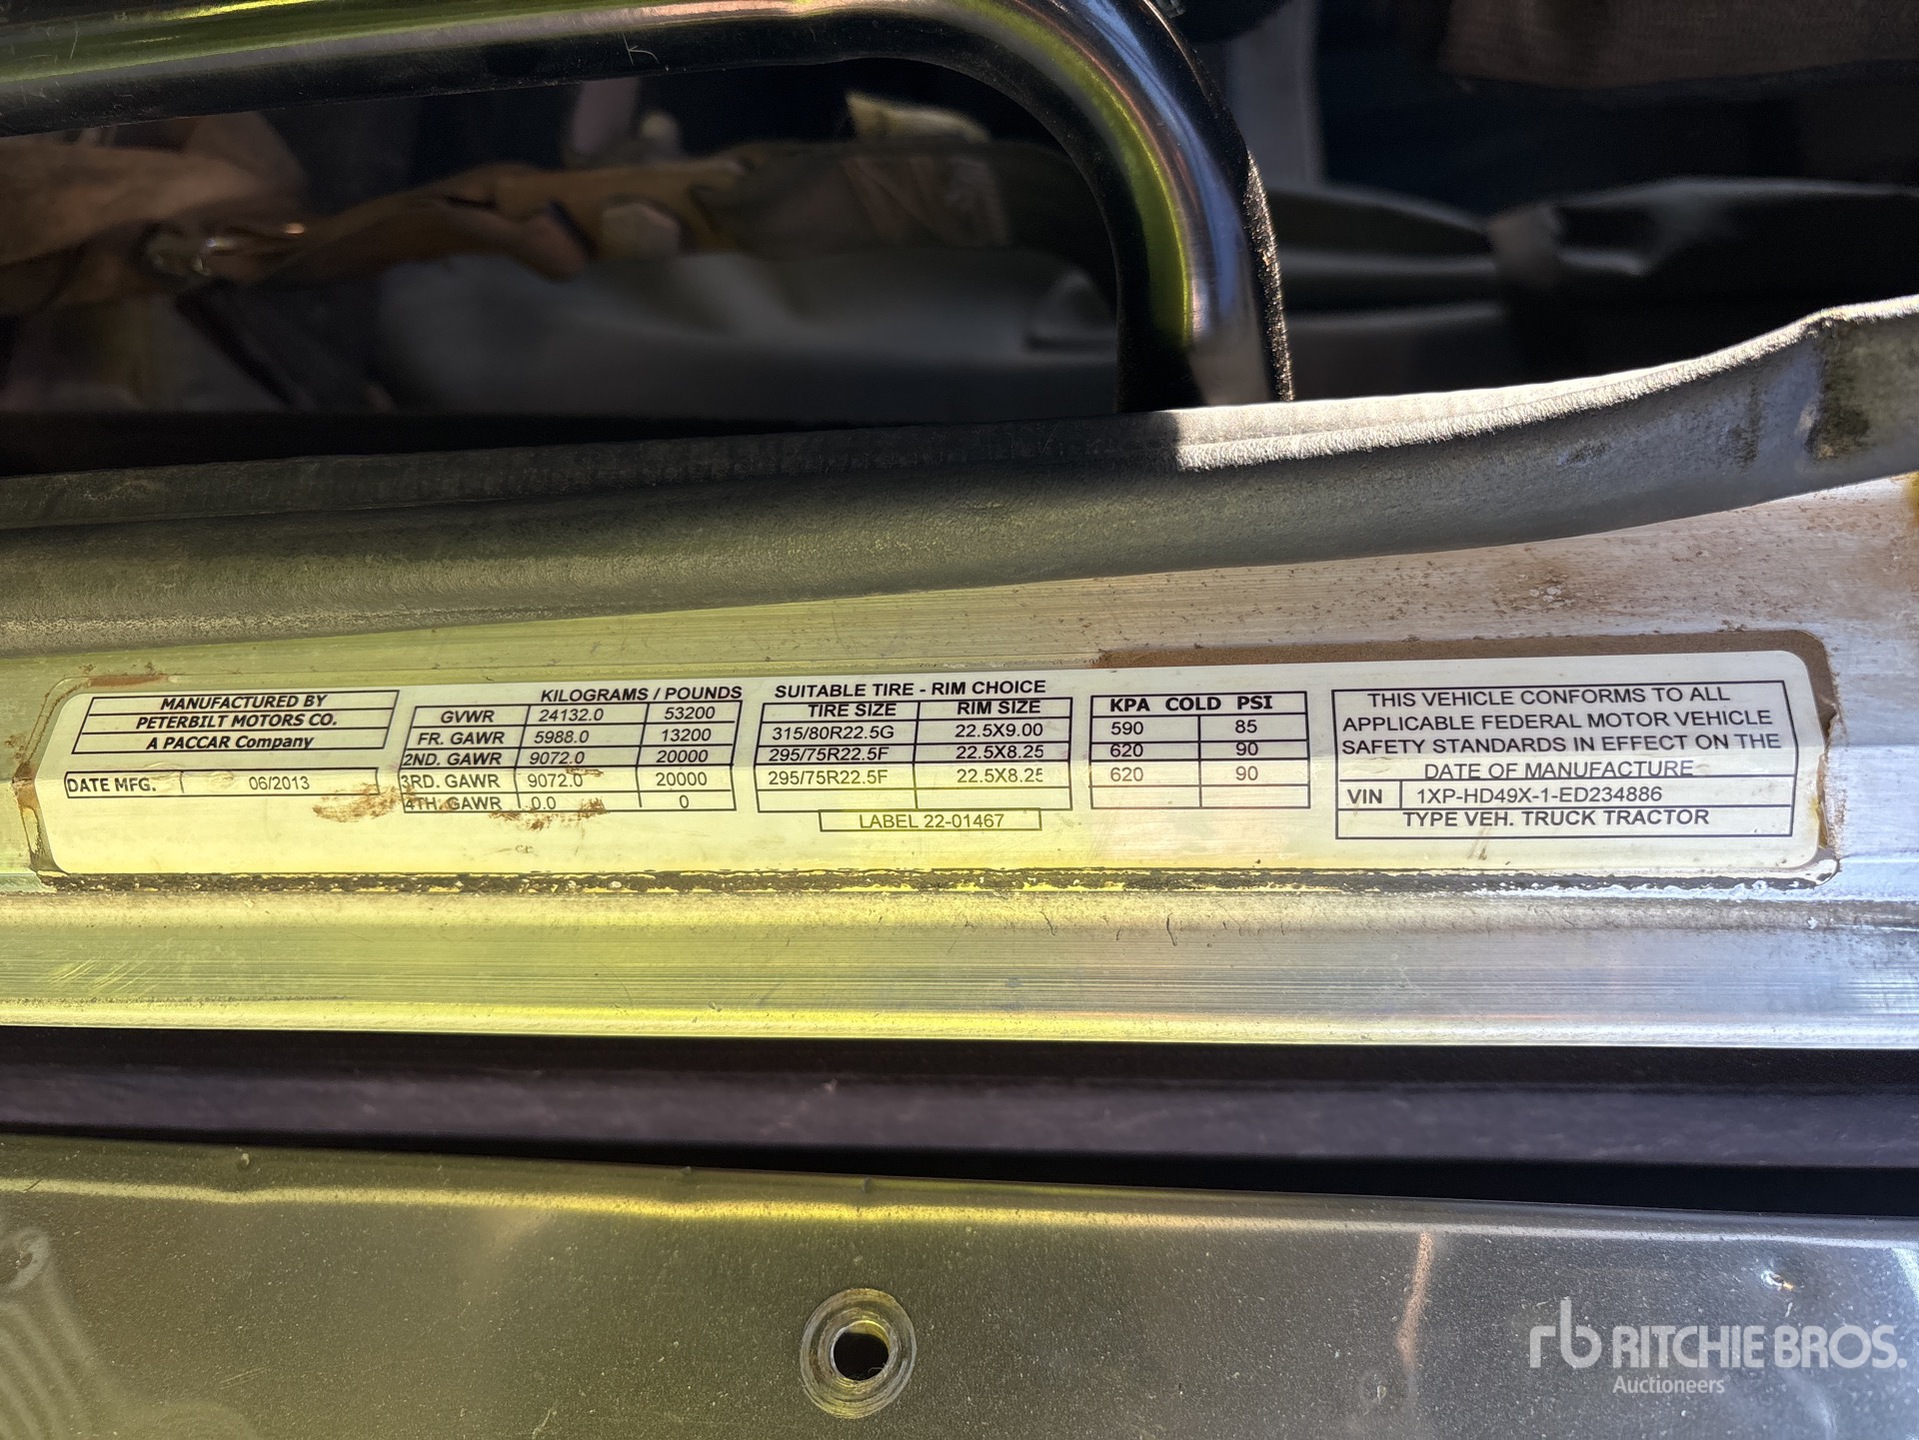 MANUFACTURED BY
PETERBILT MOTORS CO.
A PACCAR Company
DATE MFG. 06/2013
KILOGRAMS / POUNDS
GVWR 24132.0 53200
FR. GAWR 5988.0 13200
2ND. GAWR 9072.0 20000
3RD. GAWR 9072.0 20000
4TH. GAWR 0.0 0
SUITABLE TIRE - RIM CHOICE
TIRE SIZE RIM SIZE
315/80R22.5G 22.5X9.00
295/75R22.5F 22.5X8.25
295/75R22.5F 22.5X8.25
LABEL 22-01467
KPA COLD PSI
590 85
620 90
620 90
THIS VEHICLE CONFORMS TO ALL
APPLICABLE FEDERAL MOTOR VEHICLE
SAFETY STANDARDS IN EFFECT ON THE
DATE OF MANUFACTURE
VIN 1XP-HD49X-1-ED234886
TYPE VEH. TRUCK TRACTOR
rb RITCHIE BROS.
Auctioneers